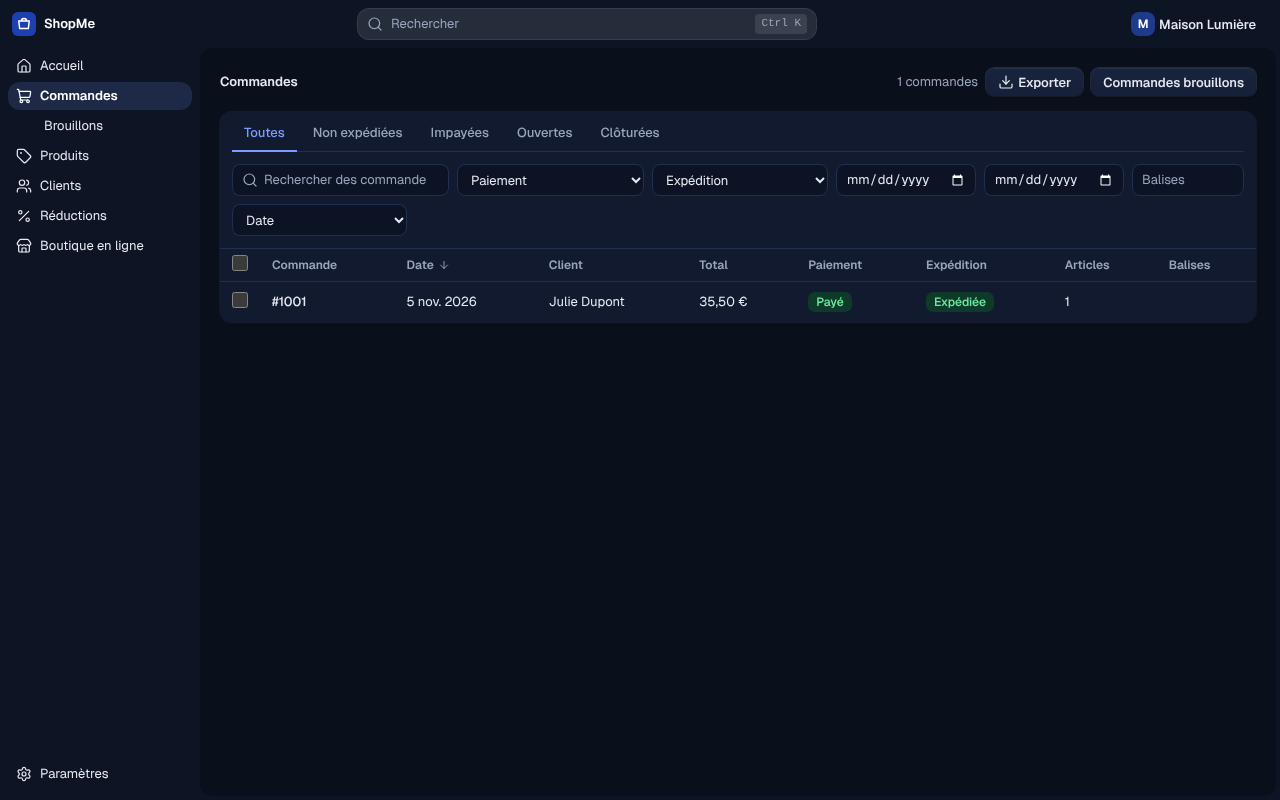 ShopMe
Rechercher
Ctrl K
M Maison Lumière
Accueil
Commandes
Brouillons
Produits
Clients
Réductions
Boutique en ligne
Paramètres
Commandes
1 commandes
Exporter
Commandes brouillons
Toutes Non expédiées Impayées Ouvertes Clôturées
Rechercher des commande Paiement Expédition mm/dd/yyyy mm/dd/yyyy Balises
Date
Commande Date ↓ Client Total Paiement Expédition Articles Balises
#1001 5 nov. 2026 Julie Dupont 35,50 € Payé Expédiée 1